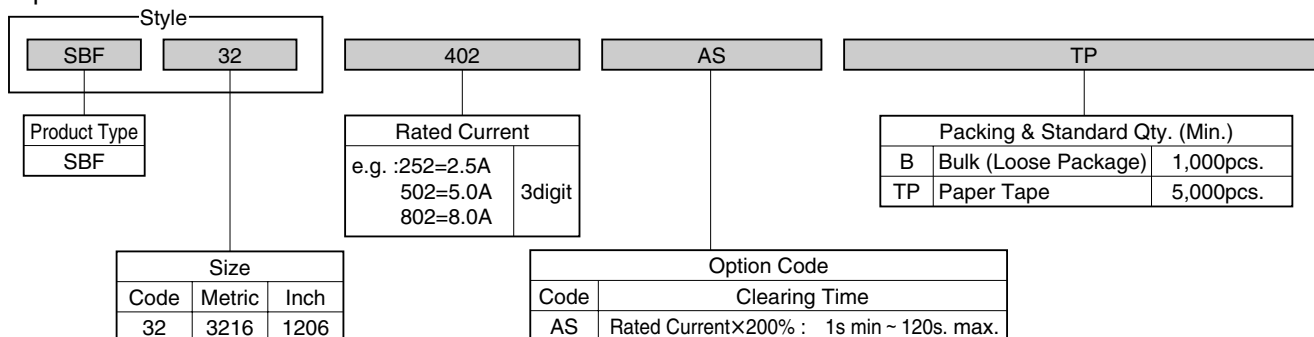 Style
SBF 32 402 AS TP
Product Type
SBF
Rated Current
e.g. :252=2.5A
502=5.0A
802=8.0A
3digit
Packing & Standard Qty. (Min.)
B Bulk (Loose Package) 1,000pcs.
TP Paper Tape 5,000pcs.
Size
Code Metric Inch
32 3216 1206
Option Code
Code Clearing Time
AS Rated Current×200% : 1s min ~ 120s. max.